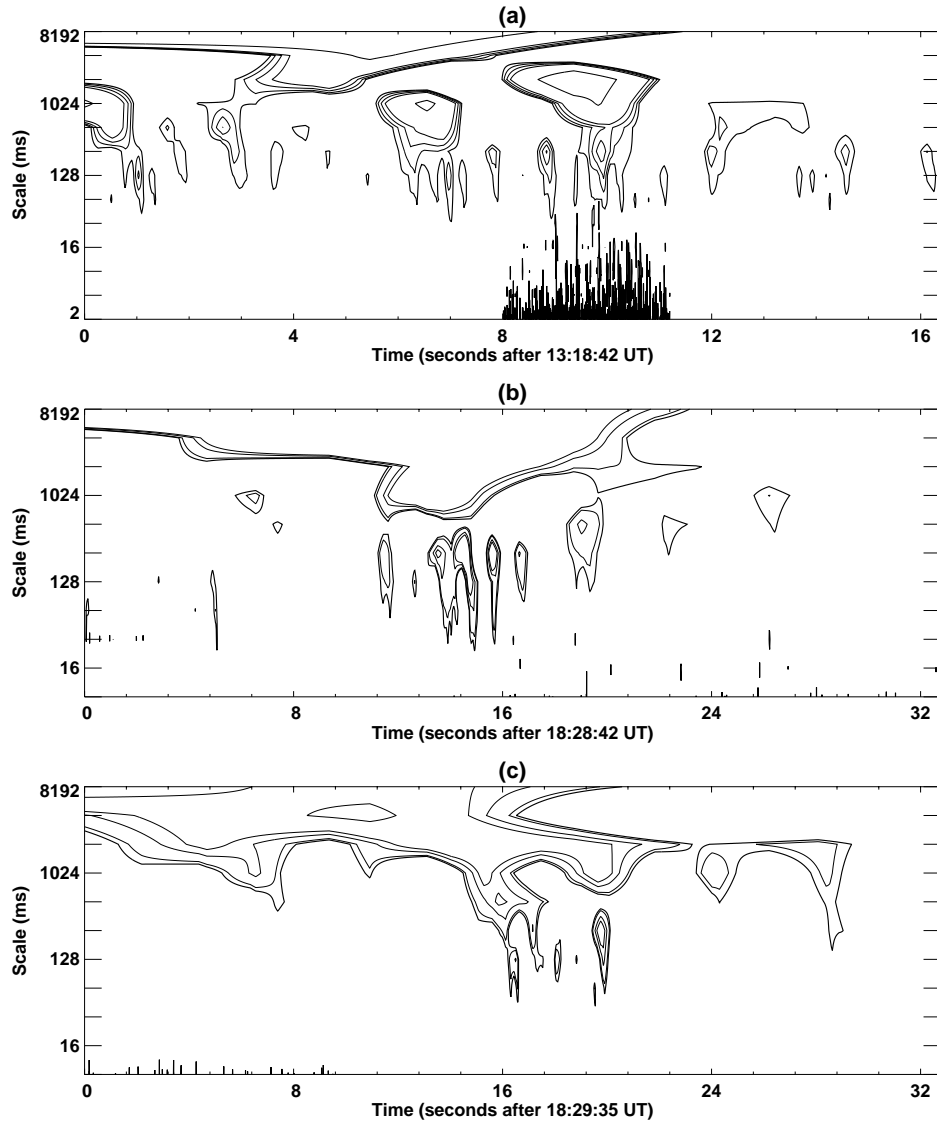 (a)
8192
1024
128
16
2
Scale (ms)
0 4 8 12 16
Time (seconds after 13:18:42 UT)
(b)
8192
1024
128
16
Scale (ms)
0 8 16 24 32
Time (seconds after 18:28:42 UT)
(c)
8192
1024
128
16
Scale (ms)
0 8 16 24 32
Time (seconds after 18:29:35 UT)